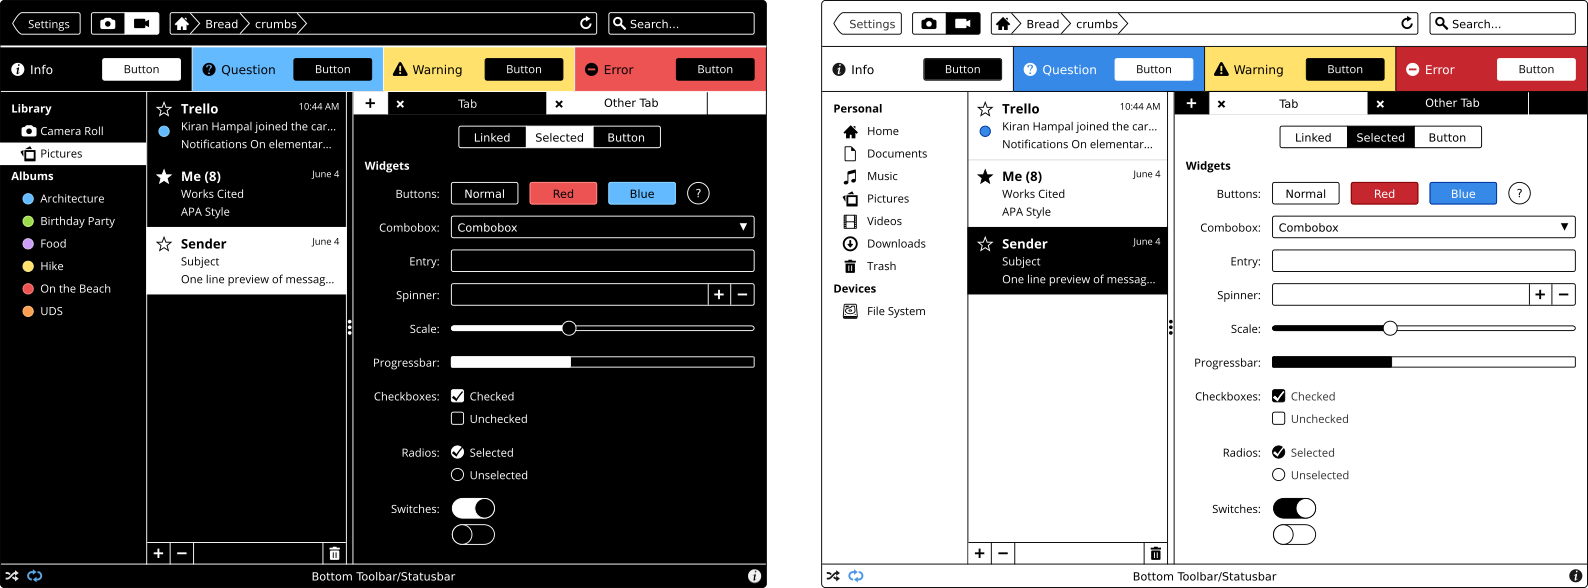 Settings
Bread
crumbs
Search...
Info
Button
Question
Button
Warning
Button
Error
Button
Library
Camera Roll
Pictures
Albums
Architecture
Birthday Party
Food
Hike
On the Beach
UDS
Trello 10:44 AM
Kiran Hampal joined the car...
Notifications On elementar...
Me (8) June 4
Works Cited
APA Style
Sender June 4
Subject
One line preview of messag...
Tab
Other Tab
Linked Selected Button
Widgets
Buttons: Normal Red Blue ?
Combobox: Combobox
Entry:
Spinner: + −
Scale:
Progressbar:
Checkboxes: Checked
Unchecked
Radios: Selected
Unselected
Switches:
Bottom Toolbar/Statusbar
Settings
Bread
crumbs
Search...
Info
Button
Question
Button
Warning
Button
Error
Button
Personal
Home
Documents
Music
Pictures
Videos
Downloads
Trash
Devices
File System
Trello 10:44 AM
Kiran Hampal joined the car...
Notifications On elementar...
Me (8) June 4
Works Cited
APA Style
Sender June 4
Subject
One line preview of messag...
Tab
Other Tab
Linked Selected Button
Widgets
Buttons: Normal Red Blue ?
Combobox: Combobox
Entry:
Spinner: + −
Scale:
Progressbar:
Checkboxes: Checked
Unchecked
Radios: Selected
Unselected
Switches:
Bottom Toolbar/Statusbar